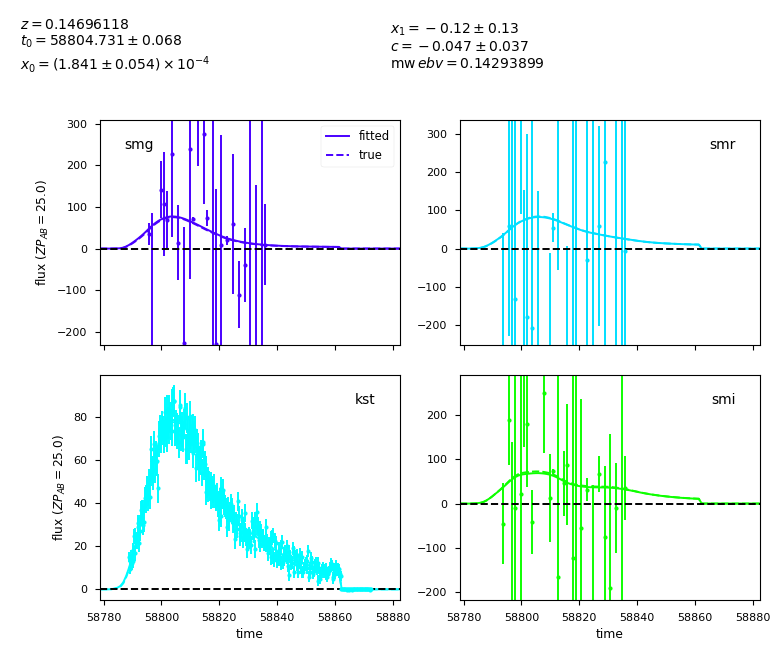 z = 0.14696118
t₀ = 58804.731 ± 0.068
x₀ = (1.841 ± 0.054) × 10⁻⁴
x₁ = −0.12 ± 0.13
c = −0.047 ± 0.037
mw ebv = 0.14293899
300
200
100
0
−100
−200
flux (ZP_AB = 25.0)
smg
fitted
true
300
200
100
0
−100
−200
smr
80
60
40
20
0
flux (ZP_AB = 25.0)
kst
58780 58800 58820 58840 58860 58880
time
200
100
0
−100
−200
smi
58780 58800 58820 58840 58860 58880
time